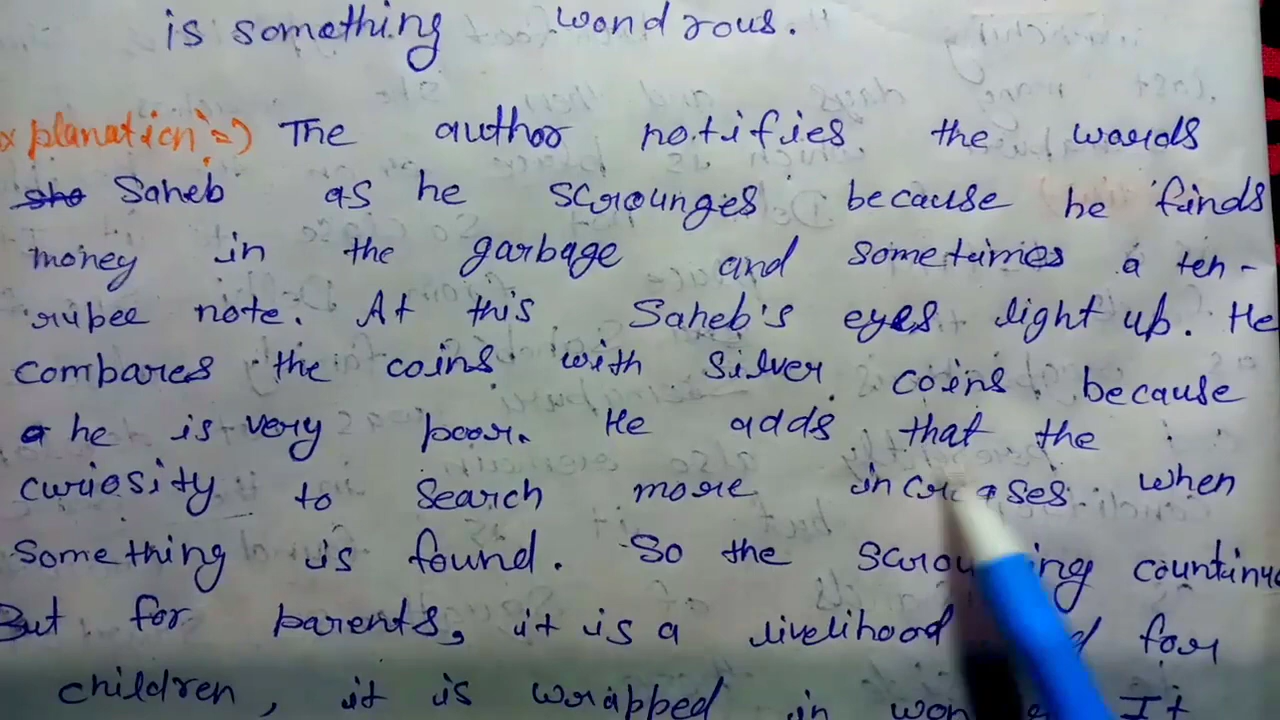 is something wondrous.
xplanation => The author notifies the words
she Saheb as he scrounges because he finds
money in the garbage and sometimes a ten-
rupee note. At this Saheb's eyes light up. He
compares the coins with silver coins because
a he is very poor. He adds that the
curiosity to search more increases when
something is found. So the countinue
But for parents, it is a livelihood for
children, it is wrapped in It